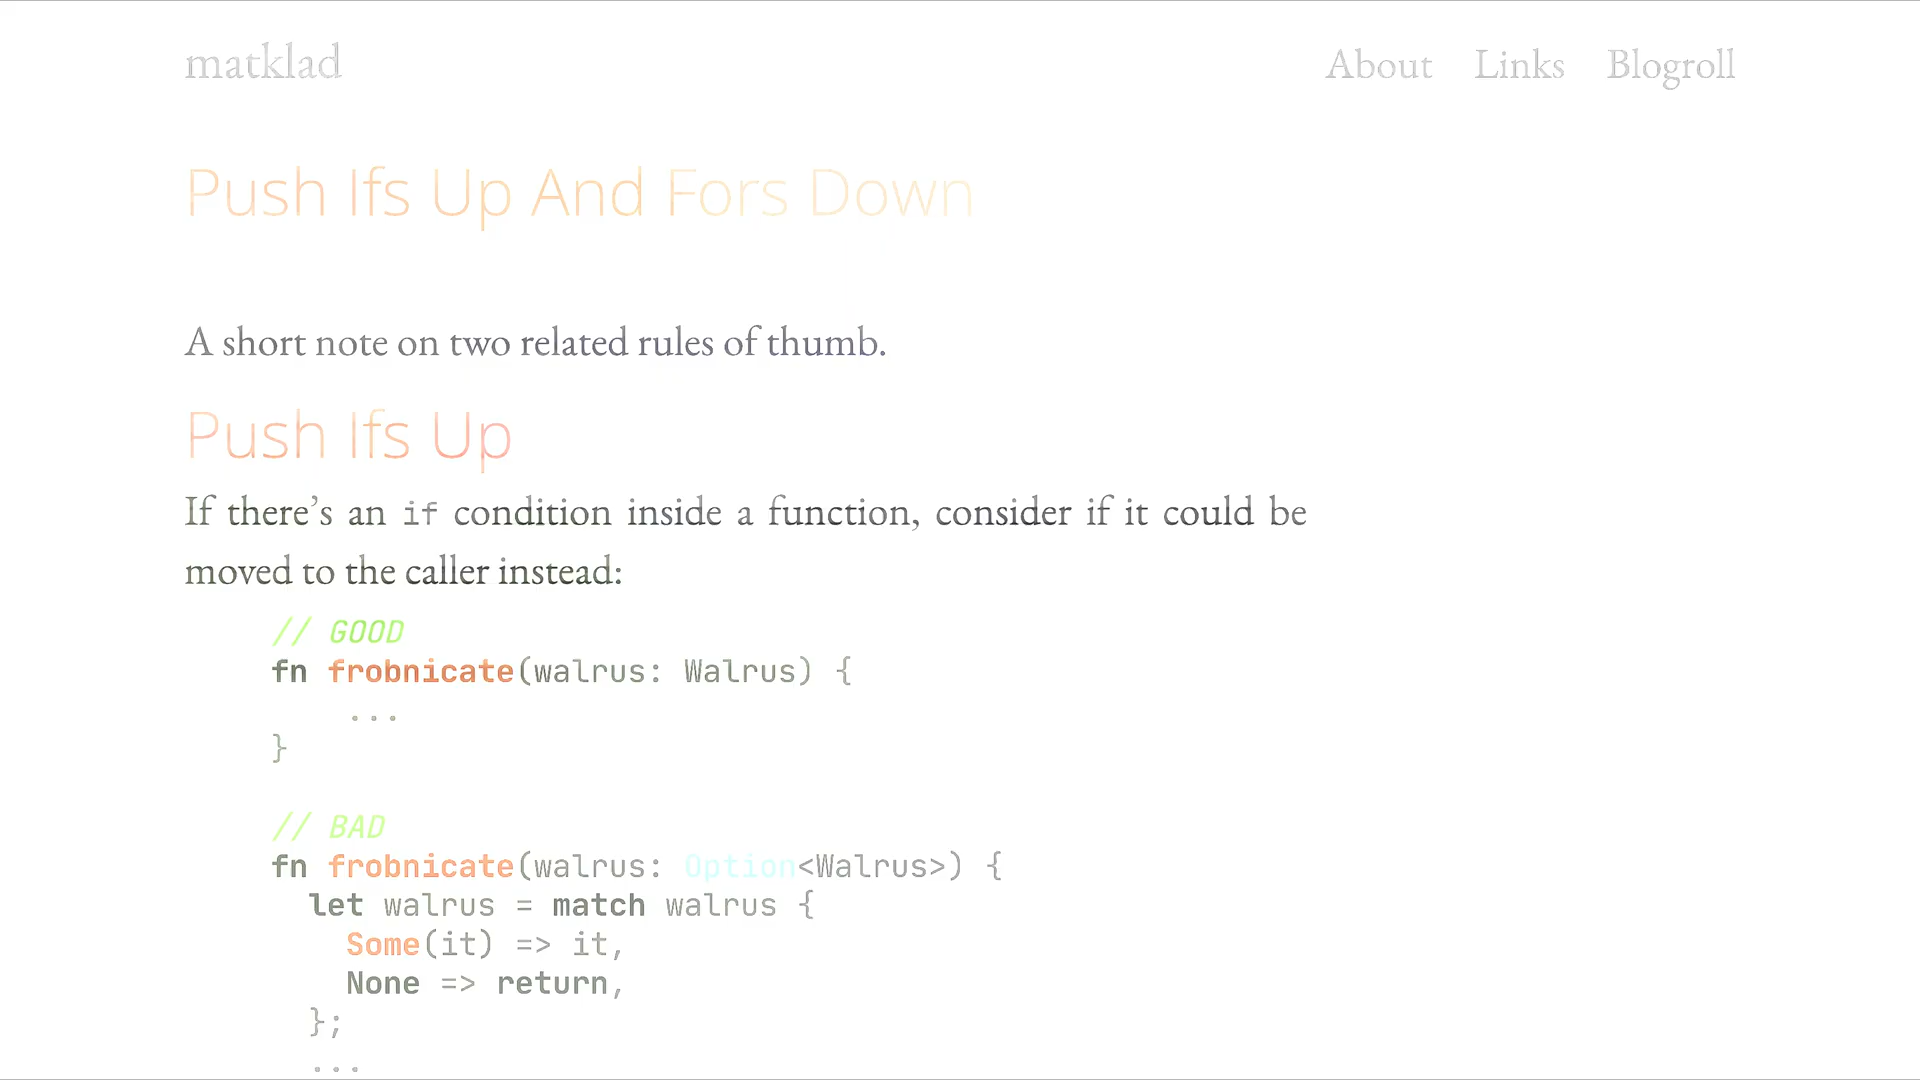 matklad
About Links Blogroll
Push Ifs Up And Fors Down
A short note on two related rules of thumb.
Push Ifs Up
If there’s an if condition inside a function, consider if it could be
moved to the caller instead:
// GOOD
fn frobnicate(walrus: Walrus) {
    ...
}
// BAD
fn frobnicate(walrus: Option<Walrus>) {
  let walrus = match walrus {
    Some(it) => it,
    None => return,
  };
  ...